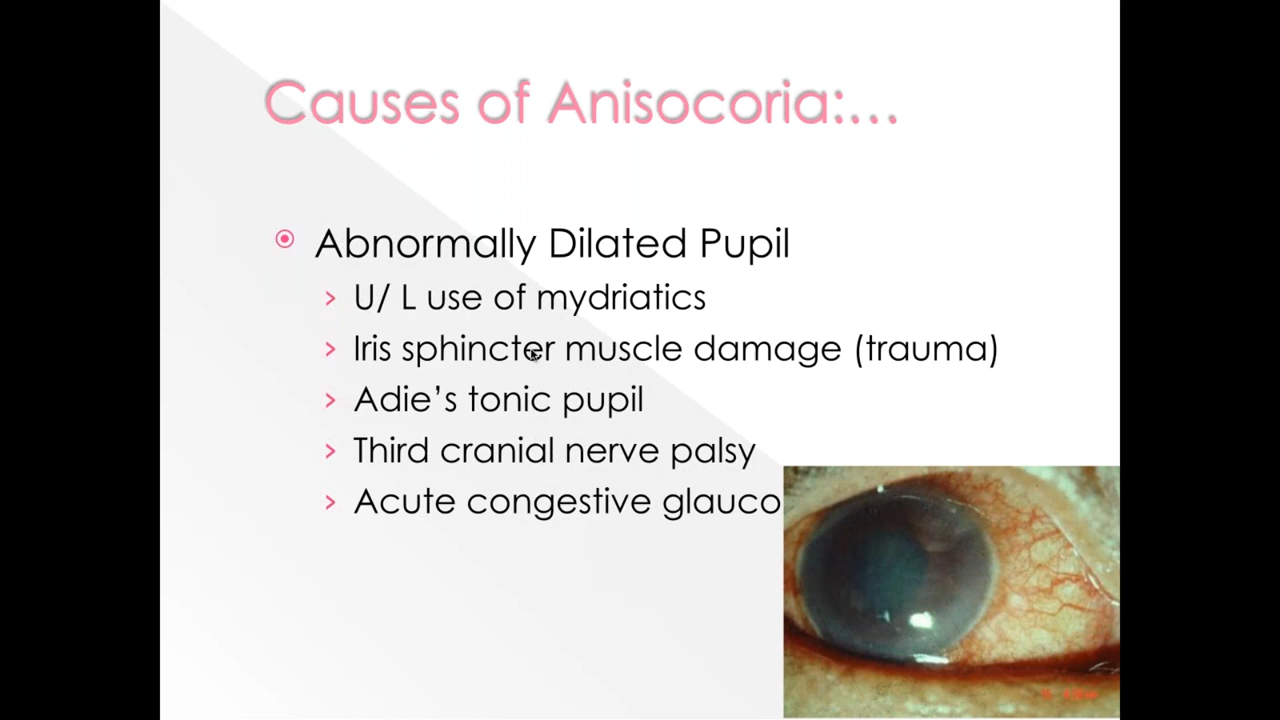 Causes of Anisocoria:...
Abnormally Dilated Pupil
U/ L use of mydriatics
Iris sphincter muscle damage (trauma)
Adie's tonic pupil
Third cranial nerve palsy
Acute congestive glauco